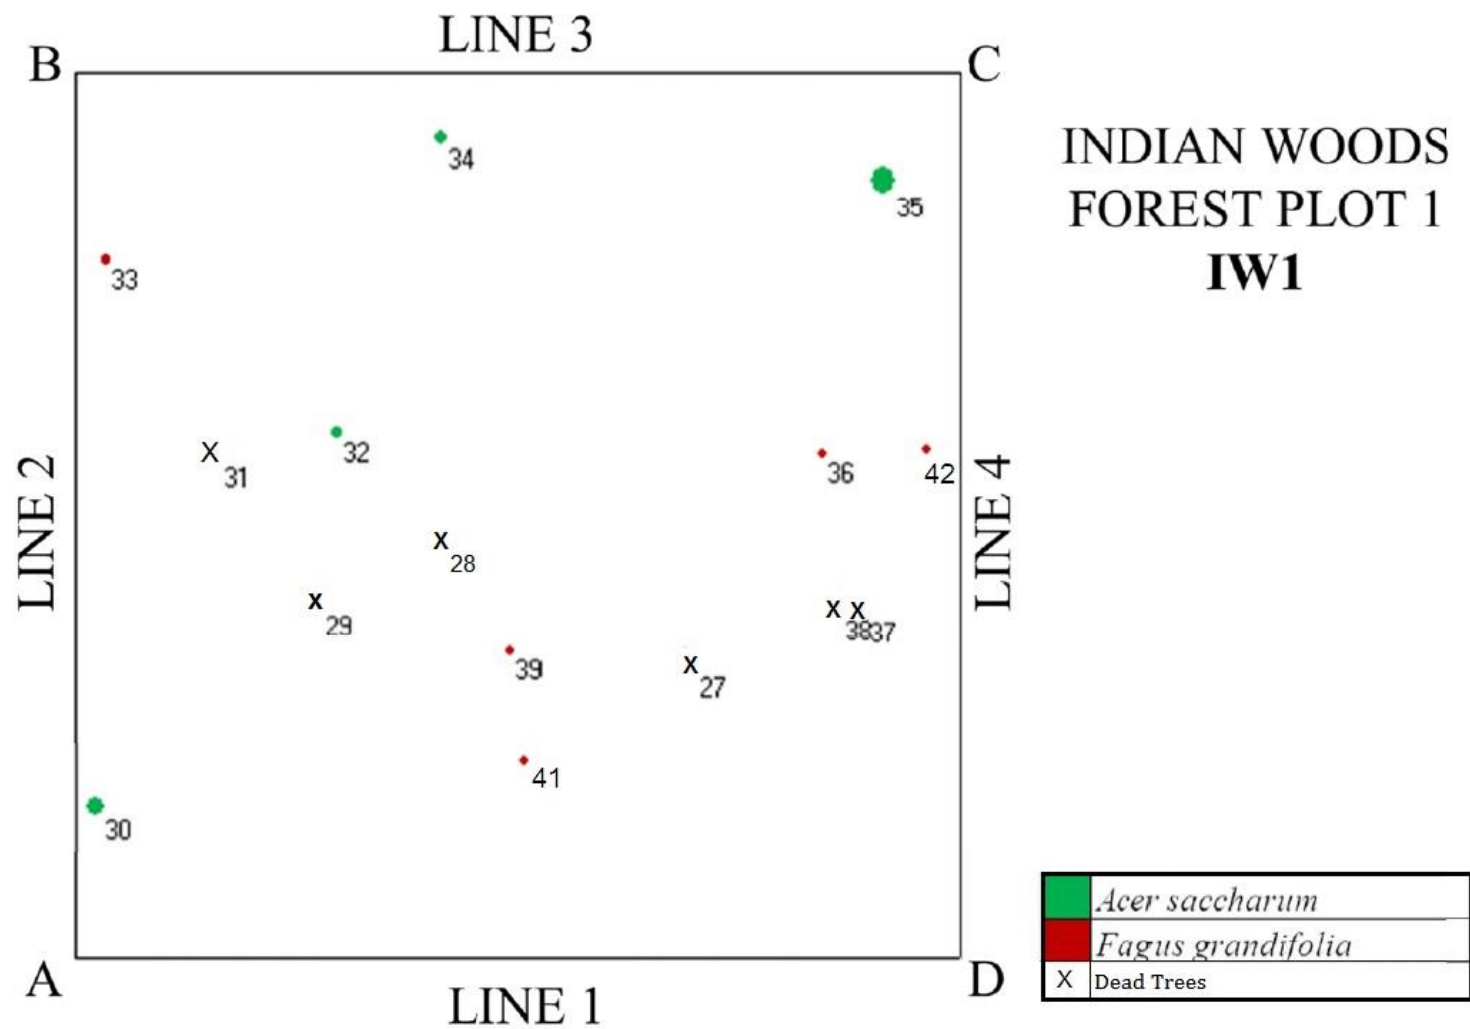 LINE 3
B
C
34
35
INDIAN WOODS
FOREST PLOT 1
IW1
33
32
X
31
36
42
LINE 2
LINE 4
X
28
X
29
X X
3837
39
X
27
41
30
Acer saccharum
Fagus grandifolia
X Dead Trees
A
D
LINE 1